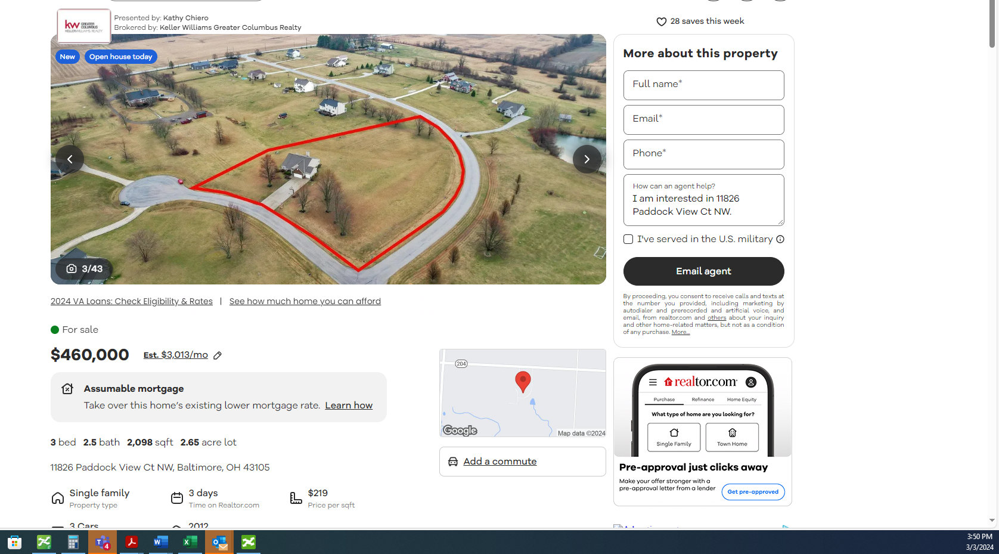 kw GREATER
COLUMBUS
KELLERWILLIAMS. REALTY
Presented by: Kathy Chiero
Brokered by: Keller Williams Greater Columbus Realty
28 saves this week
New
Open house today
3/43
More about this property
Full name*
Email*
Phone*
How can an agent help?
I am interested in 11826
Paddock View Ct NW.
I've served in the U.S. military
Email agent
By proceeding, you consent to receive calls and texts at
the number you provided, including marketing by
autodialer and prerecorded and artificial voice, and
email, from realtor.com and others about your inquiry
and other home-related matters, but not as a condition
of any purchase. More...
2024 VA Loans: Check Eligibility & Rates | See how much home you can afford
For sale
$460,000 Est. $3,013/mo
Assumable mortgage
Take over this home's existing lower mortgage rate. Learn how
3 bed 2.5 bath 2,098 sqft 2.65 acre lot
11826 Paddock View Ct NW, Baltimore, OH 43105
Single family
Property type
3 days
Time on Realtor.com
$219
Price per sqft
3 Cars
2012
204
Google
Map data ©2024
Add a commute
realtor.com
Purchase Refinance Home Equity
What type of home are you looking for?
Single Family
Town Home
Pre-approval just clicks away
Make your offer stronger with a
pre-approval letter from a lender
Get pre-approved
4
3:50 PM
3/3/2024